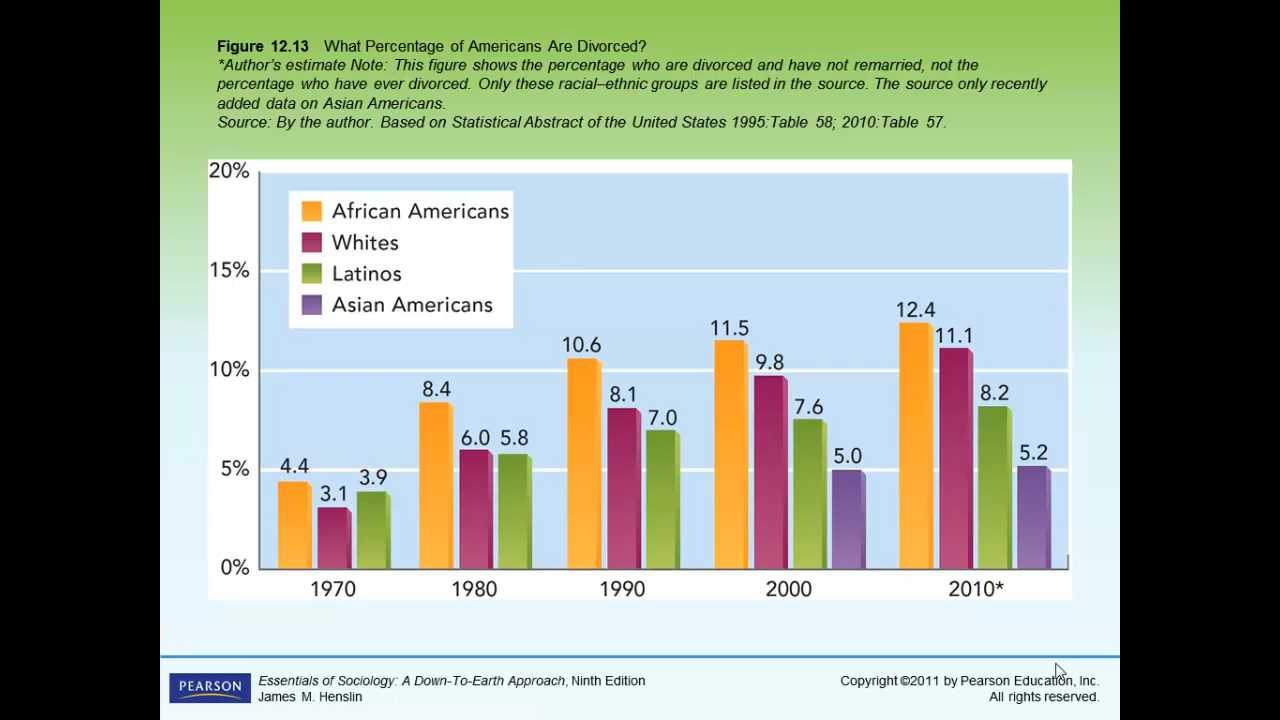 Figure 12.13 What Percentage of Americans Are Divorced?
*Author's estimate Note: This figure shows the percentage who are divorced and have not remarried, not the
percentage who have ever divorced. Only these racial–ethnic groups are listed in the source. The source only recently
added data on Asian Americans.
Source: By the author. Based on Statistical Abstract of the United States 1995:Table 58; 2010:Table 57.
20%
15%
10%
5%
0%
African Americans
Whites
Latinos
Asian Americans
4.4 3.1 3.9
8.4 6.0 5.8
10.6 8.1 7.0
11.5 9.8 7.6 5.0
12.4 11.1 8.2 5.2
1970 1980 1990 2000 2010*
PEARSON
Essentials of Sociology: A Down-To-Earth Approach, Ninth Edition
James M. Henslin
Copyright ©2011 by Pearson Education, Inc.
All rights reserved.